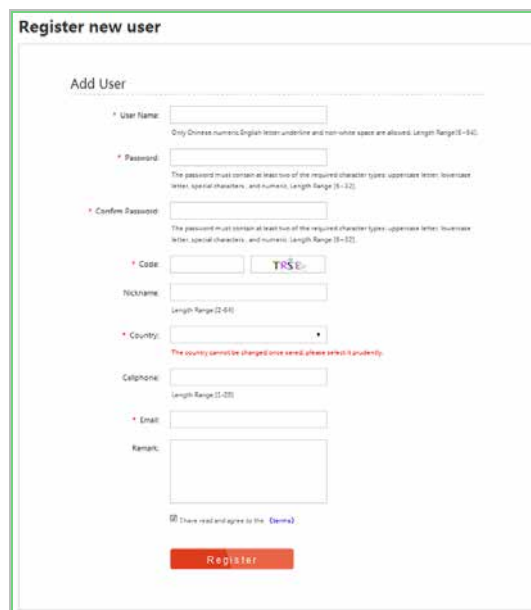 Register new user
Add User
* User Name:
Only Chinese numeric English letter underline and non-white space are allowed. Length Range [6-64].
* Password:
The password must contain at least two of the required character types: uppercase letter, lowercase
letter, special characters , and numeric. Length Range [6-32].
* Confirm Password:
The password must contain at least two of the required character types: uppercase letter, lowercase
letter, special characters , and numeric. Length Range [6-32].
* Code:
Nickname:
Length Range [2-64]
* Country:
The country cannot be changed once saved, please select it prudently.
Cellphone:
Length Range [1-20]
* Email:
Remark:
I have read and agree to the 《terms》
Register